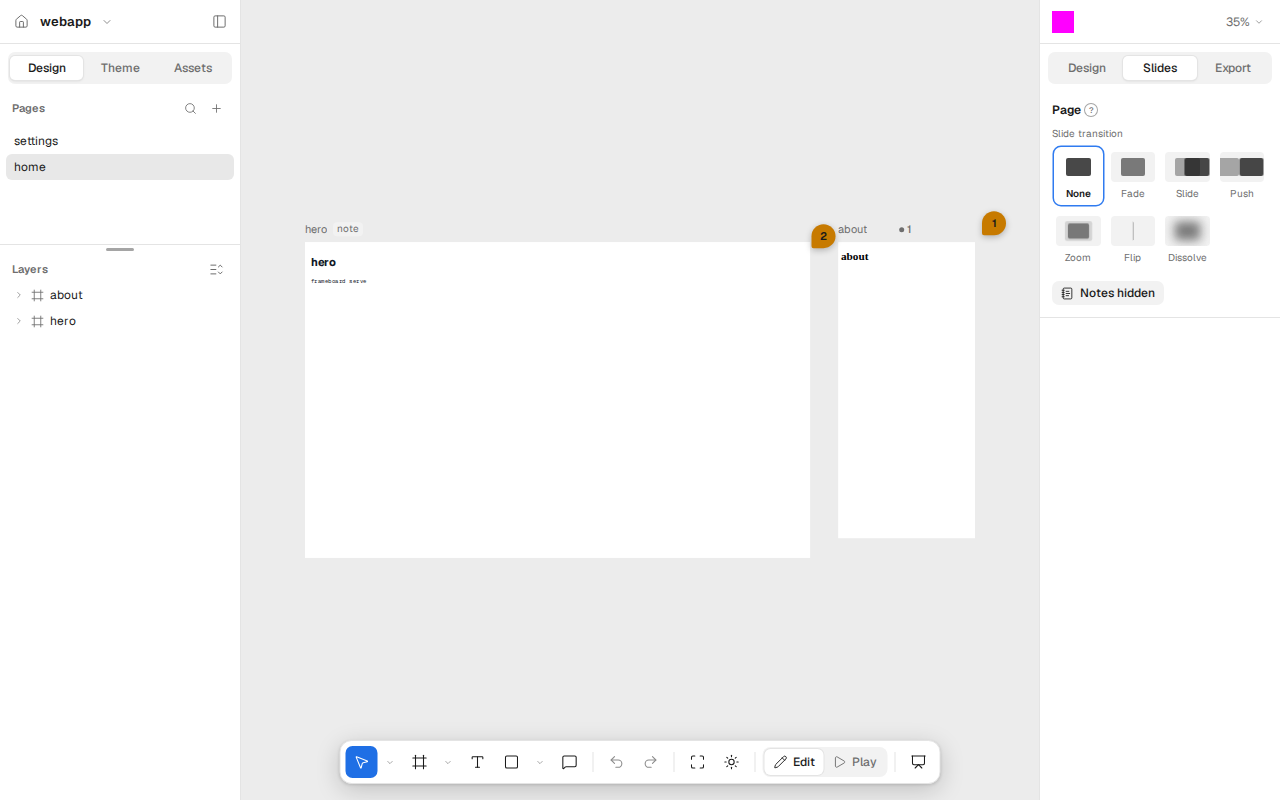 webapp
Design Theme Assets
Pages
settings
home
Layers
about
hero
hero note
2
about 1
1
hero
frameboard serve
about
Edit Play
35%
Design Slides Export
Page ?
Slide transition
None Fade Slide Push
Zoom Flip Dissolve
Notes hidden